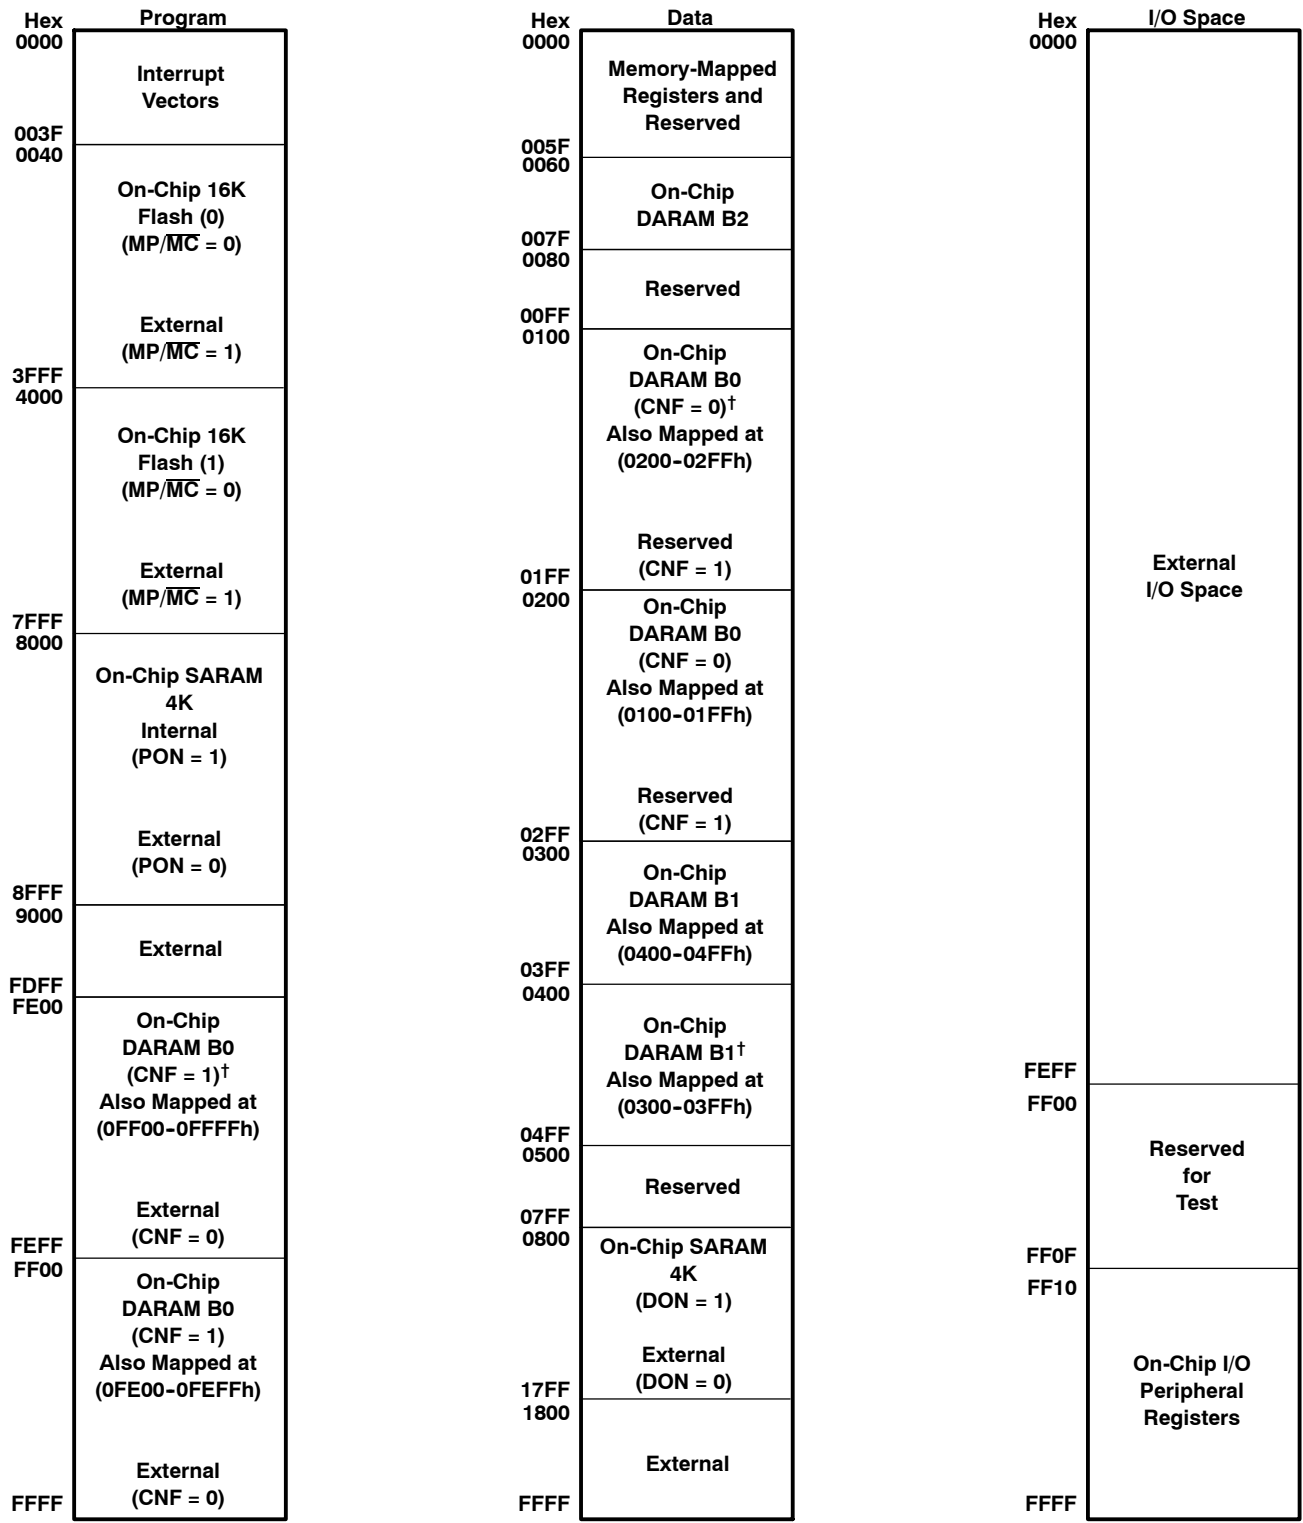 Hex
Program
0000
Interrupt
Vectors
003F
0040
On-Chip 16K
Flash (0)
(MP/M̅C̅ = 0)
External
(MP/M̅C̅ = 1)
3FFF
4000
On-Chip 16K
Flash (1)
(MP/M̅C̅ = 0)
External
(MP/M̅C̅ = 1)
7FFF
8000
On-Chip SARAM
4K
Internal
(PON = 1)
External
(PON = 0)
8FFF
9000
External
FDFF
FE00
On-Chip
DARAM B0
(CNF = 1)†
Also Mapped at
(0FF00--0FFFFh)
External
(CNF = 0)
FEFF
FF00
On-Chip
DARAM B0
(CNF = 1)
Also Mapped at
(0FE00--0FEFFh)
External
(CNF = 0)
FFFF
Hex
Data
0000
Memory-Mapped
Registers and
Reserved
005F
0060
On-Chip
DARAM B2
007F
0080
Reserved
00FF
0100
On-Chip
DARAM B0
(CNF = 0)†
Also Mapped at
(0200--02FFh)
Reserved
(CNF = 1)
01FF
0200
On-Chip
DARAM B0
(CNF = 0)
Also Mapped at
(0100--01FFh)
Reserved
(CNF = 1)
02FF
0300
On-Chip
DARAM B1
Also Mapped at
(0400--04FFh)
03FF
0400
On-Chip
DARAM B1†
Also Mapped at
(0300--03FFh)
04FF
0500
Reserved
07FF
0800
On-Chip SARAM
4K
(DON = 1)
External
(DON = 0)
17FF
1800
External
FFFF
Hex
I/O Space
0000
External
I/O Space
FEFF
FF00
Reserved
for
Test
FF0F
FF10
On-Chip I/O
Peripheral
Registers
FFFF